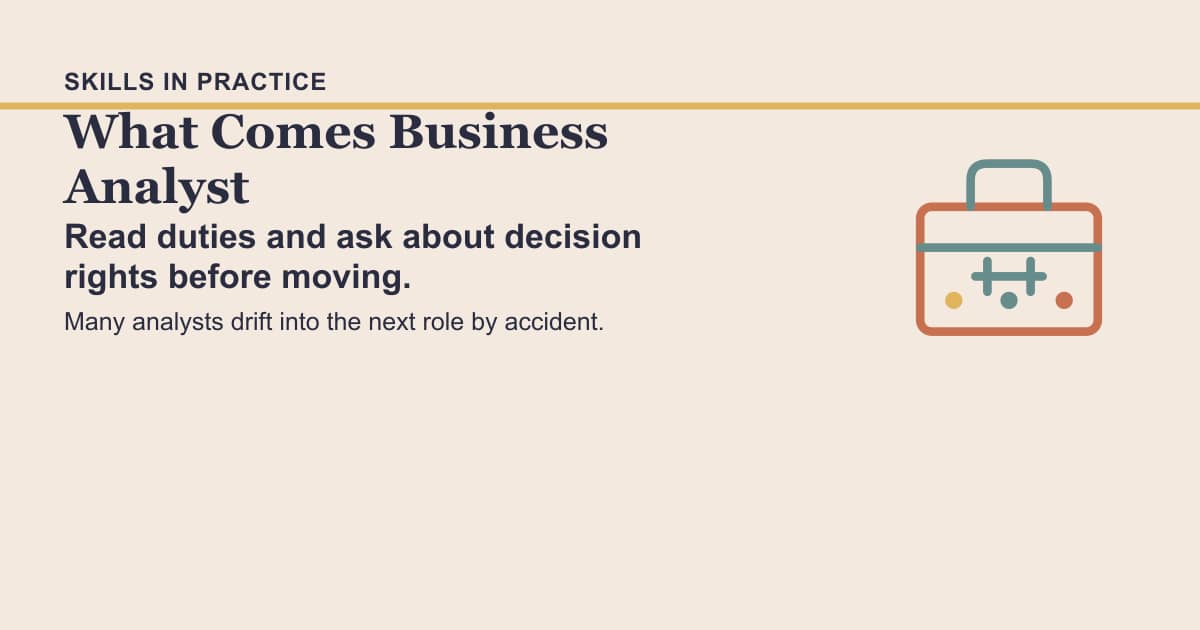 SKILLS IN PRACTICE
What Comes Business
Analyst
Read duties and ask about decision
rights before moving.
Many analysts drift into the next role by accident.